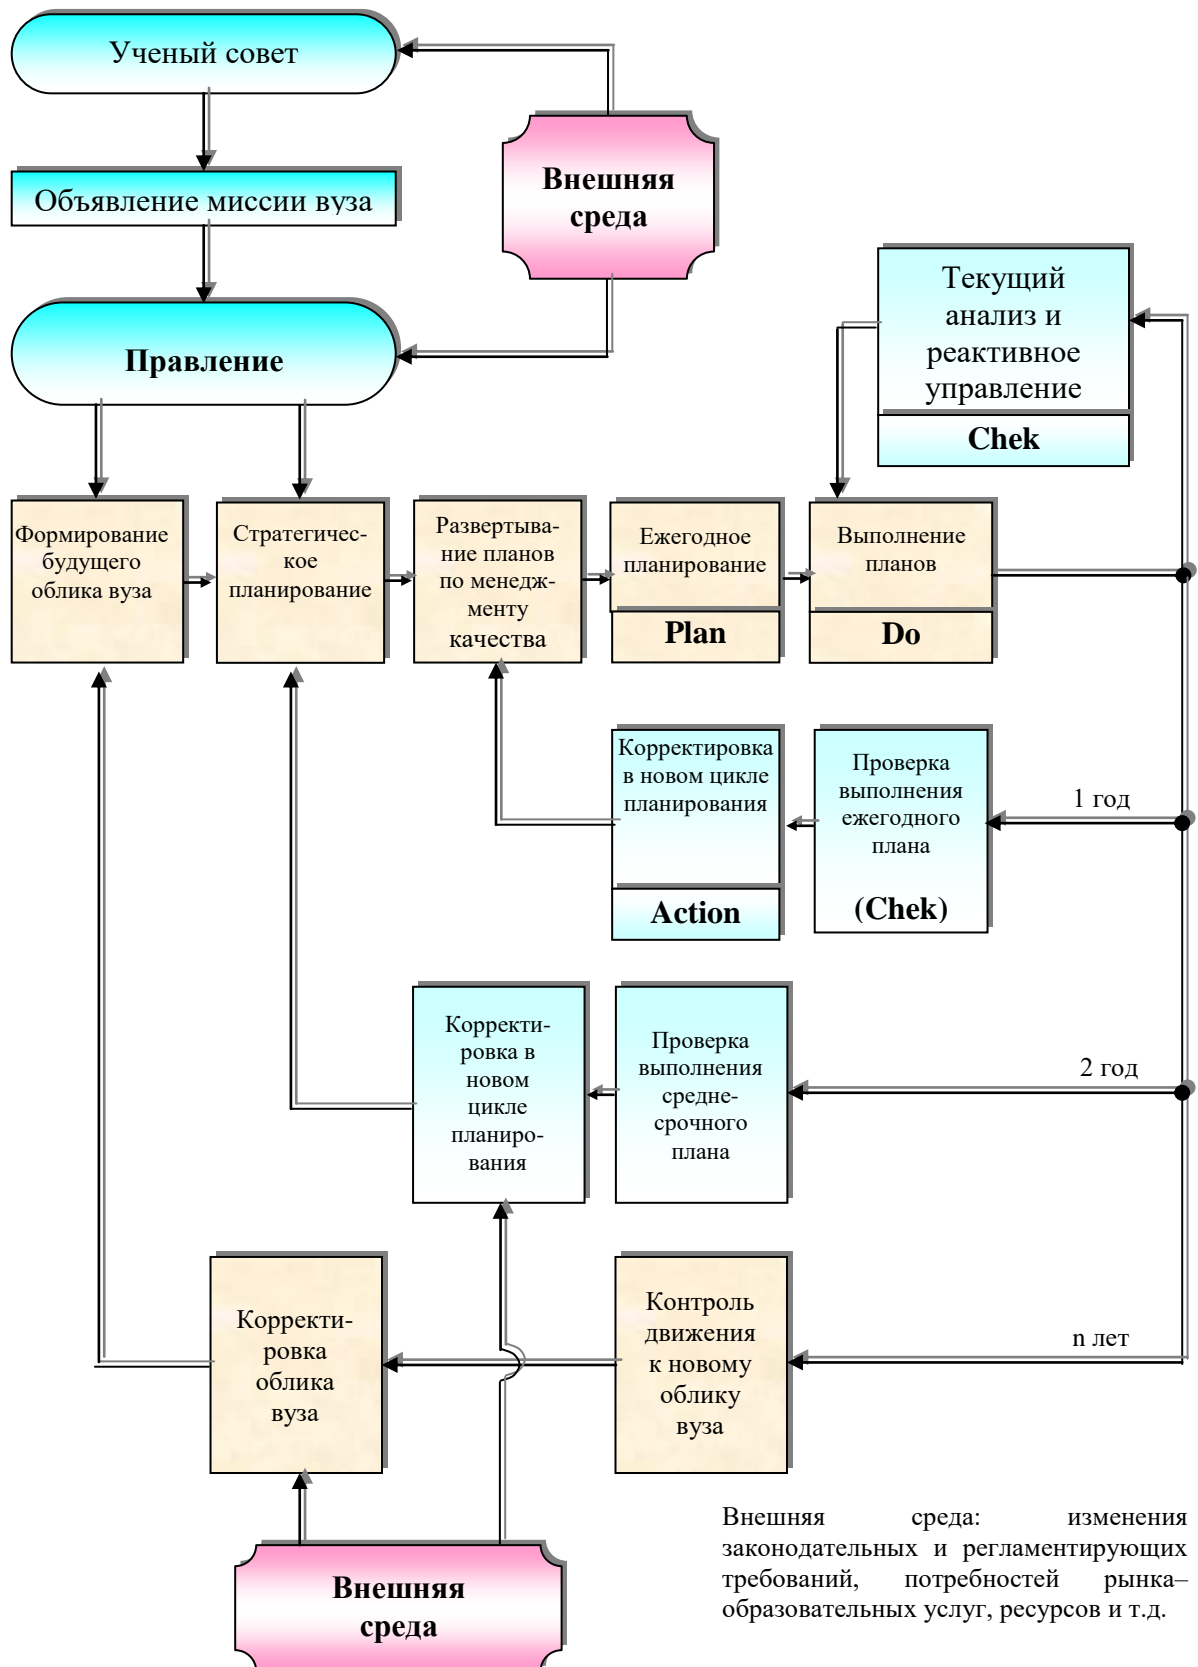 Ученый совет
Внешняя
среда
Объявление миссии вуза
Правление
Текущий
анализ и
реактивное
управление
Chek
Формирование
будущего
облика вуза
Стратегичес-
кое
планирование
Развертыва-
ние планов
по менедж-
менту
качества
Ежегодное
планирование
Plan
Выполнение
планов
Do
Корректировка
в новом цикле
планирования
Action
Проверка
выполнения
ежегодного
плана
(Chek)
1 год
Корректи-
ровка в
новом
цикле
планиро-
вания
Проверка
выполнения
средне-
срочного
плана
2 год
Корректи-
ровка
облика
вуза
Контроль
движения
к новому
облику
вуза
n лет
Внешняя
среда
Внешняя среда: изменения
законодательных и регламентирующих
требований, потребностей рынка–
образовательных услуг, ресурсов и т.д.